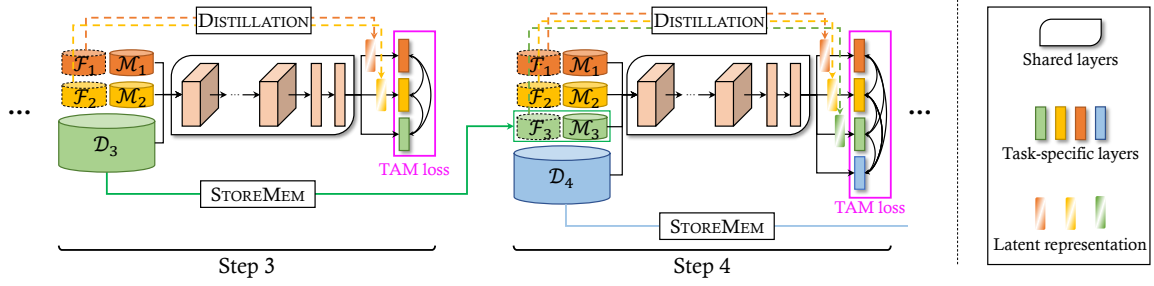 DISTILLATION
F₁ M₁
F₂ M₂
D₃
...
...
TAM loss
STOREMEM
Step 3
DISTILLATION
F₁ M₁
F₂ M₂
F₃ M₃
D₄
...
...
TAM loss
STOREMEM
Step 4
Shared layers
Task-specific layers
Latent representation